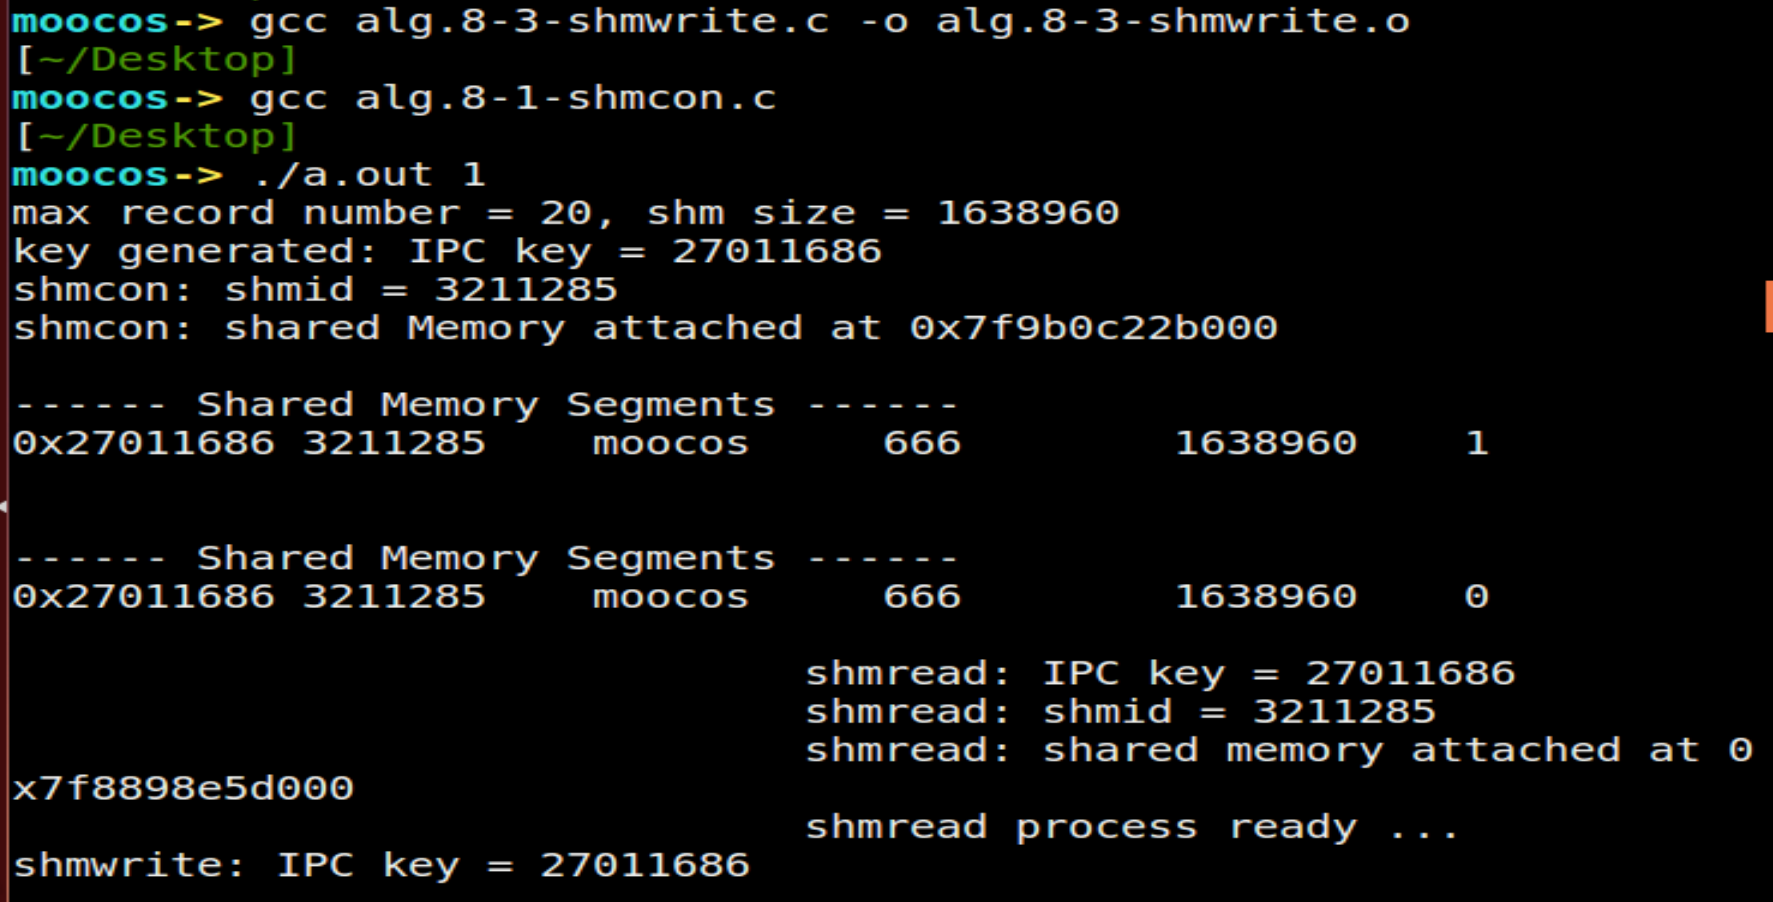 moocos-> gcc alg.8-3-shmwrite.c -o alg.8-3-shmwrite.o
[~/Desktop]
moocos-> gcc alg.8-1-shmcon.c
[~/Desktop]
moocos-> ./a.out 1
max record number = 20, shm size = 1638960
key generated: IPC key = 27011686
shmcon: shmid = 3211285
shmcon: shared Memory attached at 0x7f9b0c22b000
------ Shared Memory Segments ------
0x27011686 3211285    moocos     666        1638960    1
------ Shared Memory Segments ------
0x27011686 3211285    moocos     666        1638960    0
shmread: IPC key = 27011686
shmread: shmid = 3211285
shmread: shared memory attached at 0
x7f8898e5d000
shmread process ready ...
shmwrite: IPC key = 27011686